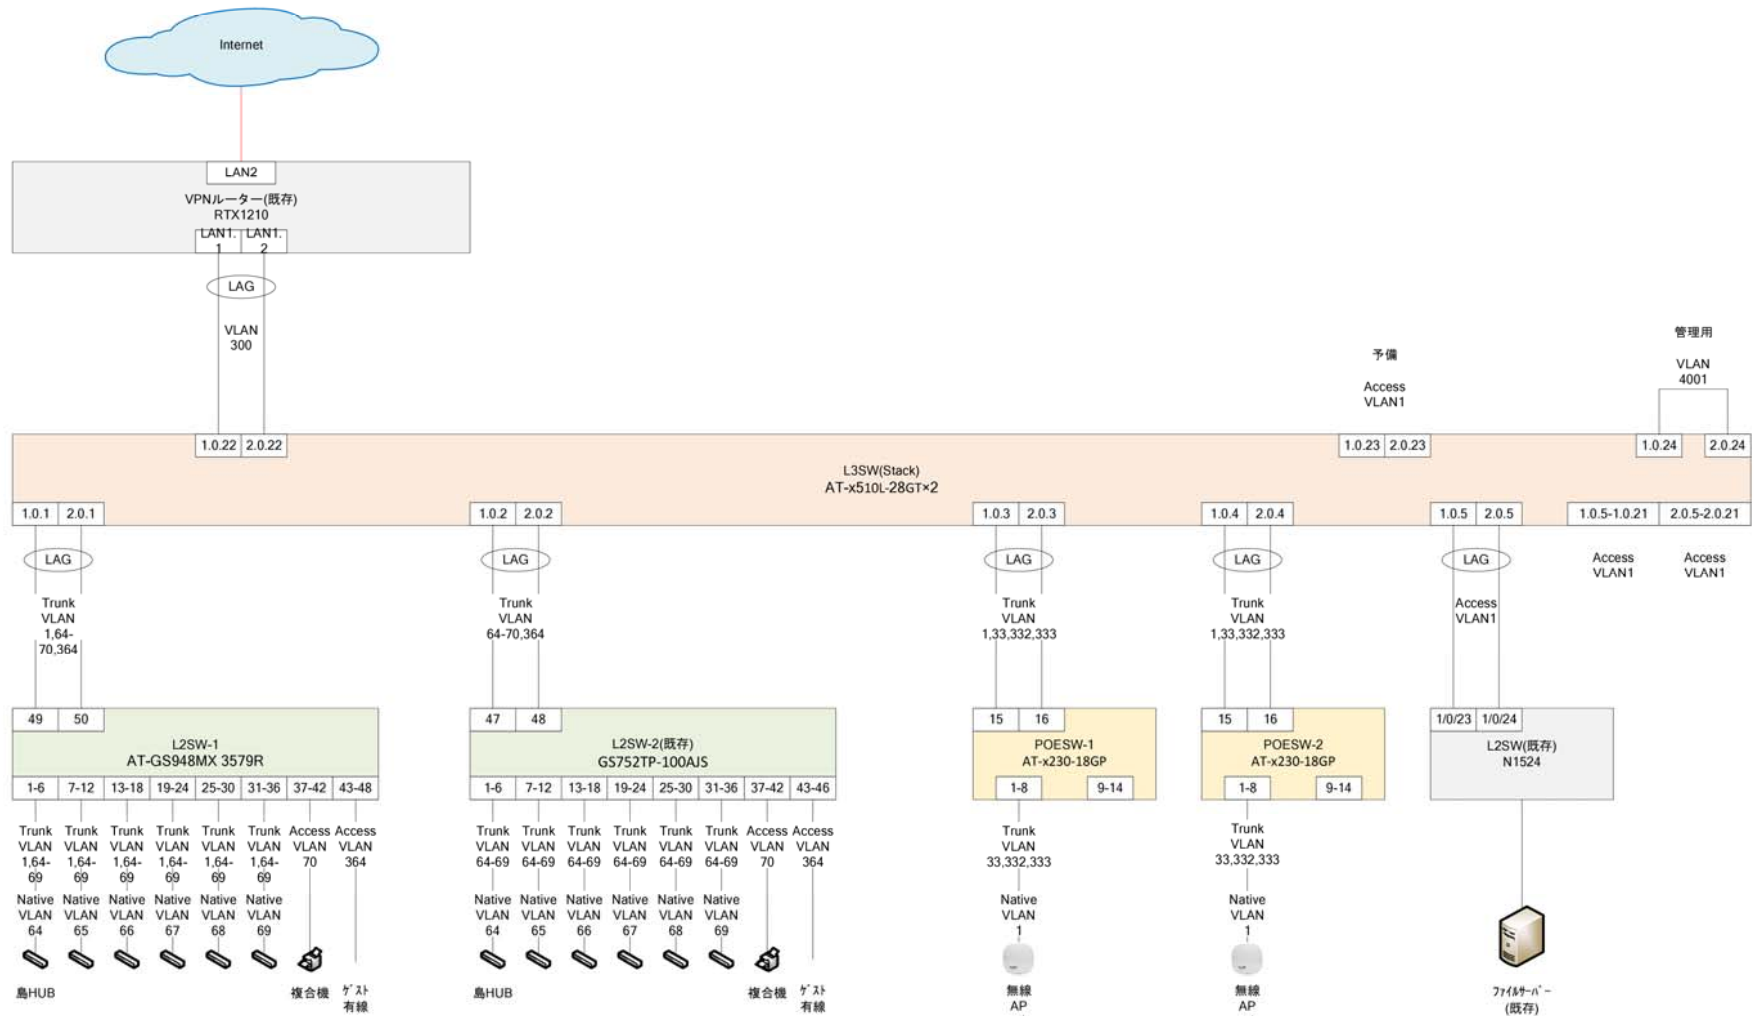 Internet
LAN2
VPNルーター(既存)
RTX1210
LAN1.
1
LAN1.
2
LAG
VLAN
300
予備
Access
VLAN1
管理用
VLAN
4001
1.0.22
2.0.22
1.0.23
2.0.23
1.0.24
2.0.24
L3SW(Stack)
AT-x510L-28GT×2
1.0.1
2.0.1
1.0.2
2.0.2
1.0.3
2.0.3
1.0.4
2.0.4
1.0.5
2.0.5
1.0.5-1.0.21
2.0.5-2.0.21
LAG
LAG
LAG
LAG
LAG
Access
VLAN1
Access
VLAN1
Trunk
VLAN
1,64-
70,364
Trunk
VLAN
64-70,364
Trunk
VLAN
1,33,332,333
Trunk
VLAN
1,33,332,333
Access
VLAN1
49
50
L2SW-1
AT-GS948MX 3579R
1-6
7-12
13-18
19-24
25-30
31-36
37-42
43-48
47
48
L2SW-2(既存)
GS752TP-100AJS
1-6
7-12
13-18
19-24
25-30
31-36
37-42
43-46
15
16
POESW-1
AT-x230-18GP
1-8
9-14
15
16
POESW-2
AT-x230-18GP
1-8
9-14
1/0/23
1/0/24
L2SW(既存)
N1524
Trunk
VLAN
1,64-
69
Native
VLAN
64
Trunk
VLAN
1,64-
69
Native
VLAN
65
Trunk
VLAN
1,64-
69
Native
VLAN
66
Trunk
VLAN
1,64-
69
Native
VLAN
67
Trunk
VLAN
1,64-
69
Native
VLAN
68
Trunk
VLAN
1,64-
69
Native
VLAN
69
Access
VLAN
70
Access
VLAN
364
島HUB
複合機
ゲスト
有線
Trunk
VLAN
64-69
Native
VLAN
64
Trunk
VLAN
64-69
Native
VLAN
65
Trunk
VLAN
64-69
Native
VLAN
66
Trunk
VLAN
64-69
Native
VLAN
67
Trunk
VLAN
64-69
Native
VLAN
68
Trunk
VLAN
64-69
Native
VLAN
69
Access
VLAN
70
Access
VLAN
364
島HUB
複合機
ゲスト
有線
Trunk
VLAN
33,332,333
Native
VLAN
1
無線
AP
Trunk
VLAN
33,332,333
Native
VLAN
1
無線
AP
ファイルサーバー
(既存)